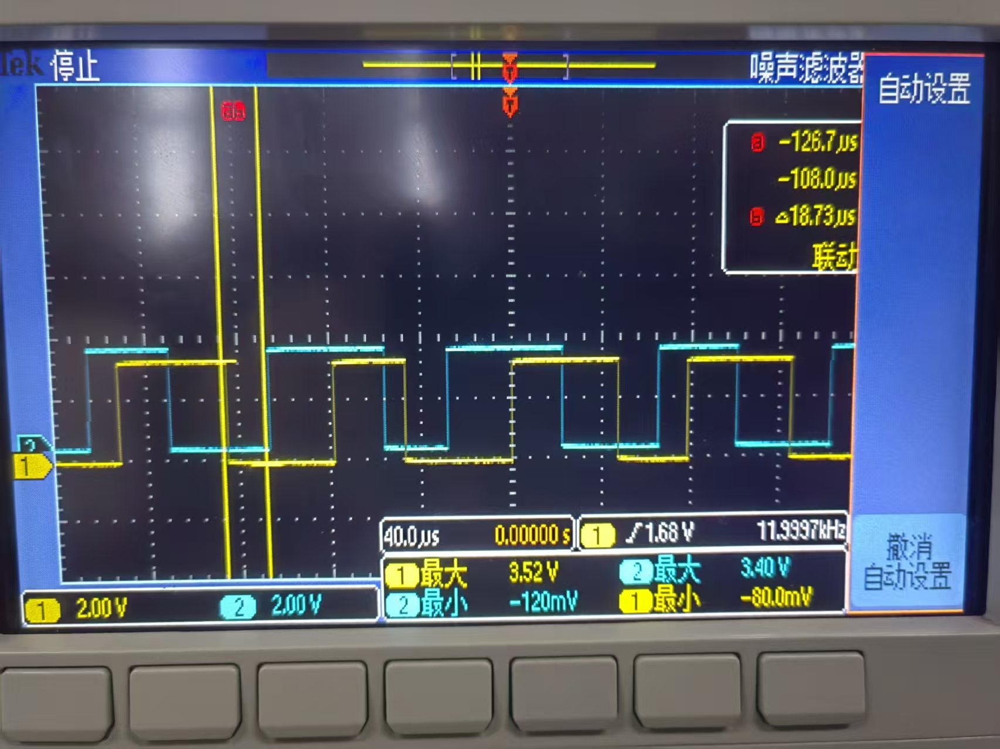 Tek 停止
噪声滤波器
自动设置
T
T
a b
a -126.7μs
-108.0μs
b △18.73μs
联动
2
1
40.0μs 0.00000 s
1 1.68 V 11.9997kHz
1 最大 3.52 V 2 最大 3.40 V
2 最小 -120mV 1 最小 -80.0mV
1 2.00 V 2 2.00 V
撤消
自动设置